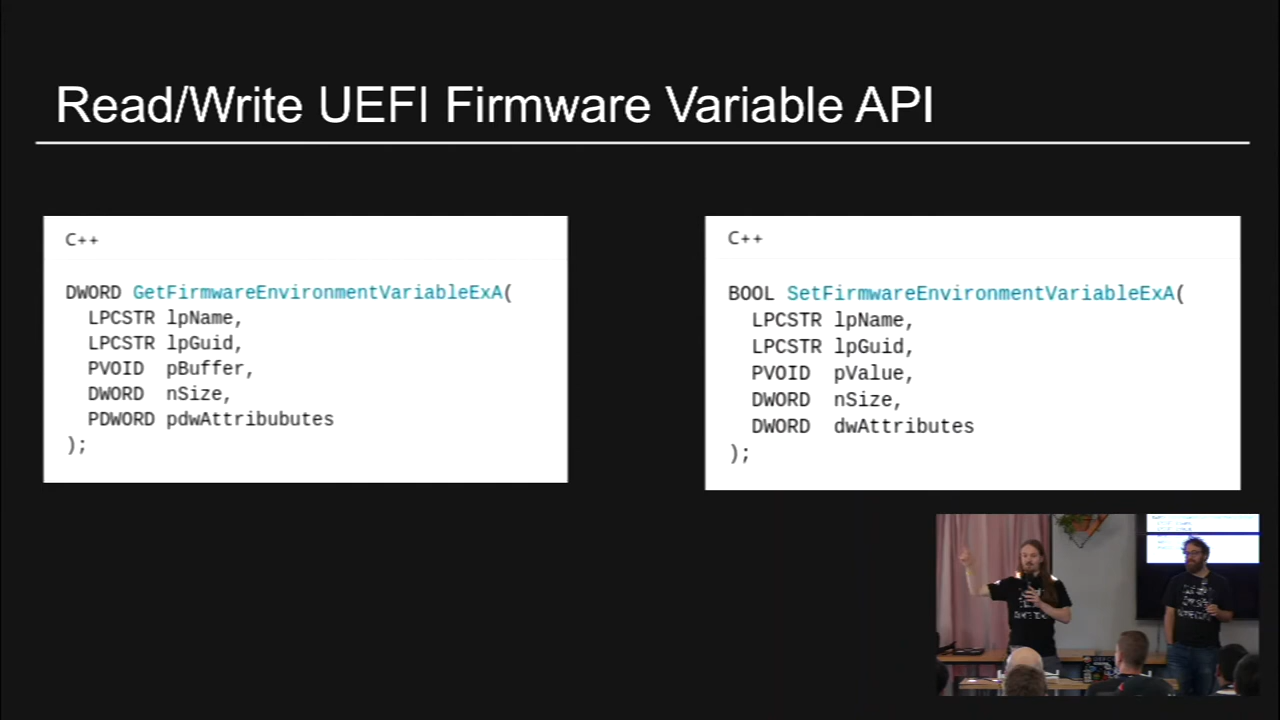 Read/Write UEFI Firmware Variable API
C++
DWORD GetFirmwareEnvironmentVariableExA(
LPCSTR lpName,
LPCSTR lpGuid,
PVOID pBuffer,
DWORD nSize,
PDWORD pdwAttribubutes
);
C++
BOOL SetFirmwareEnvironmentVariableExA(
LPCSTR lpName,
LPCSTR lpGuid,
PVOID pValue,
DWORD nSize,
DWORD dwAttributes
);